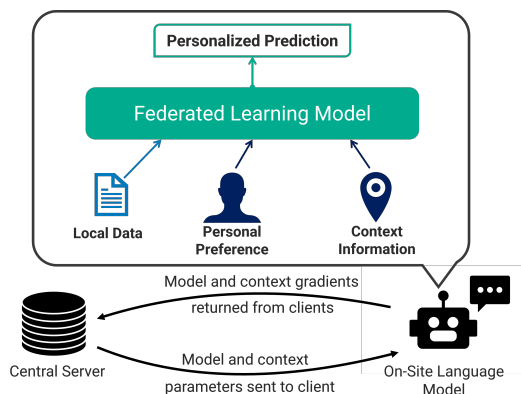 Personalized Prediction
Federated Learning Model
Local Data
Personal
Preference
Context
Information
Model and context gradients
returned from clients
Central Server
Model and context
parameters sent to client
On-Site Language
Model